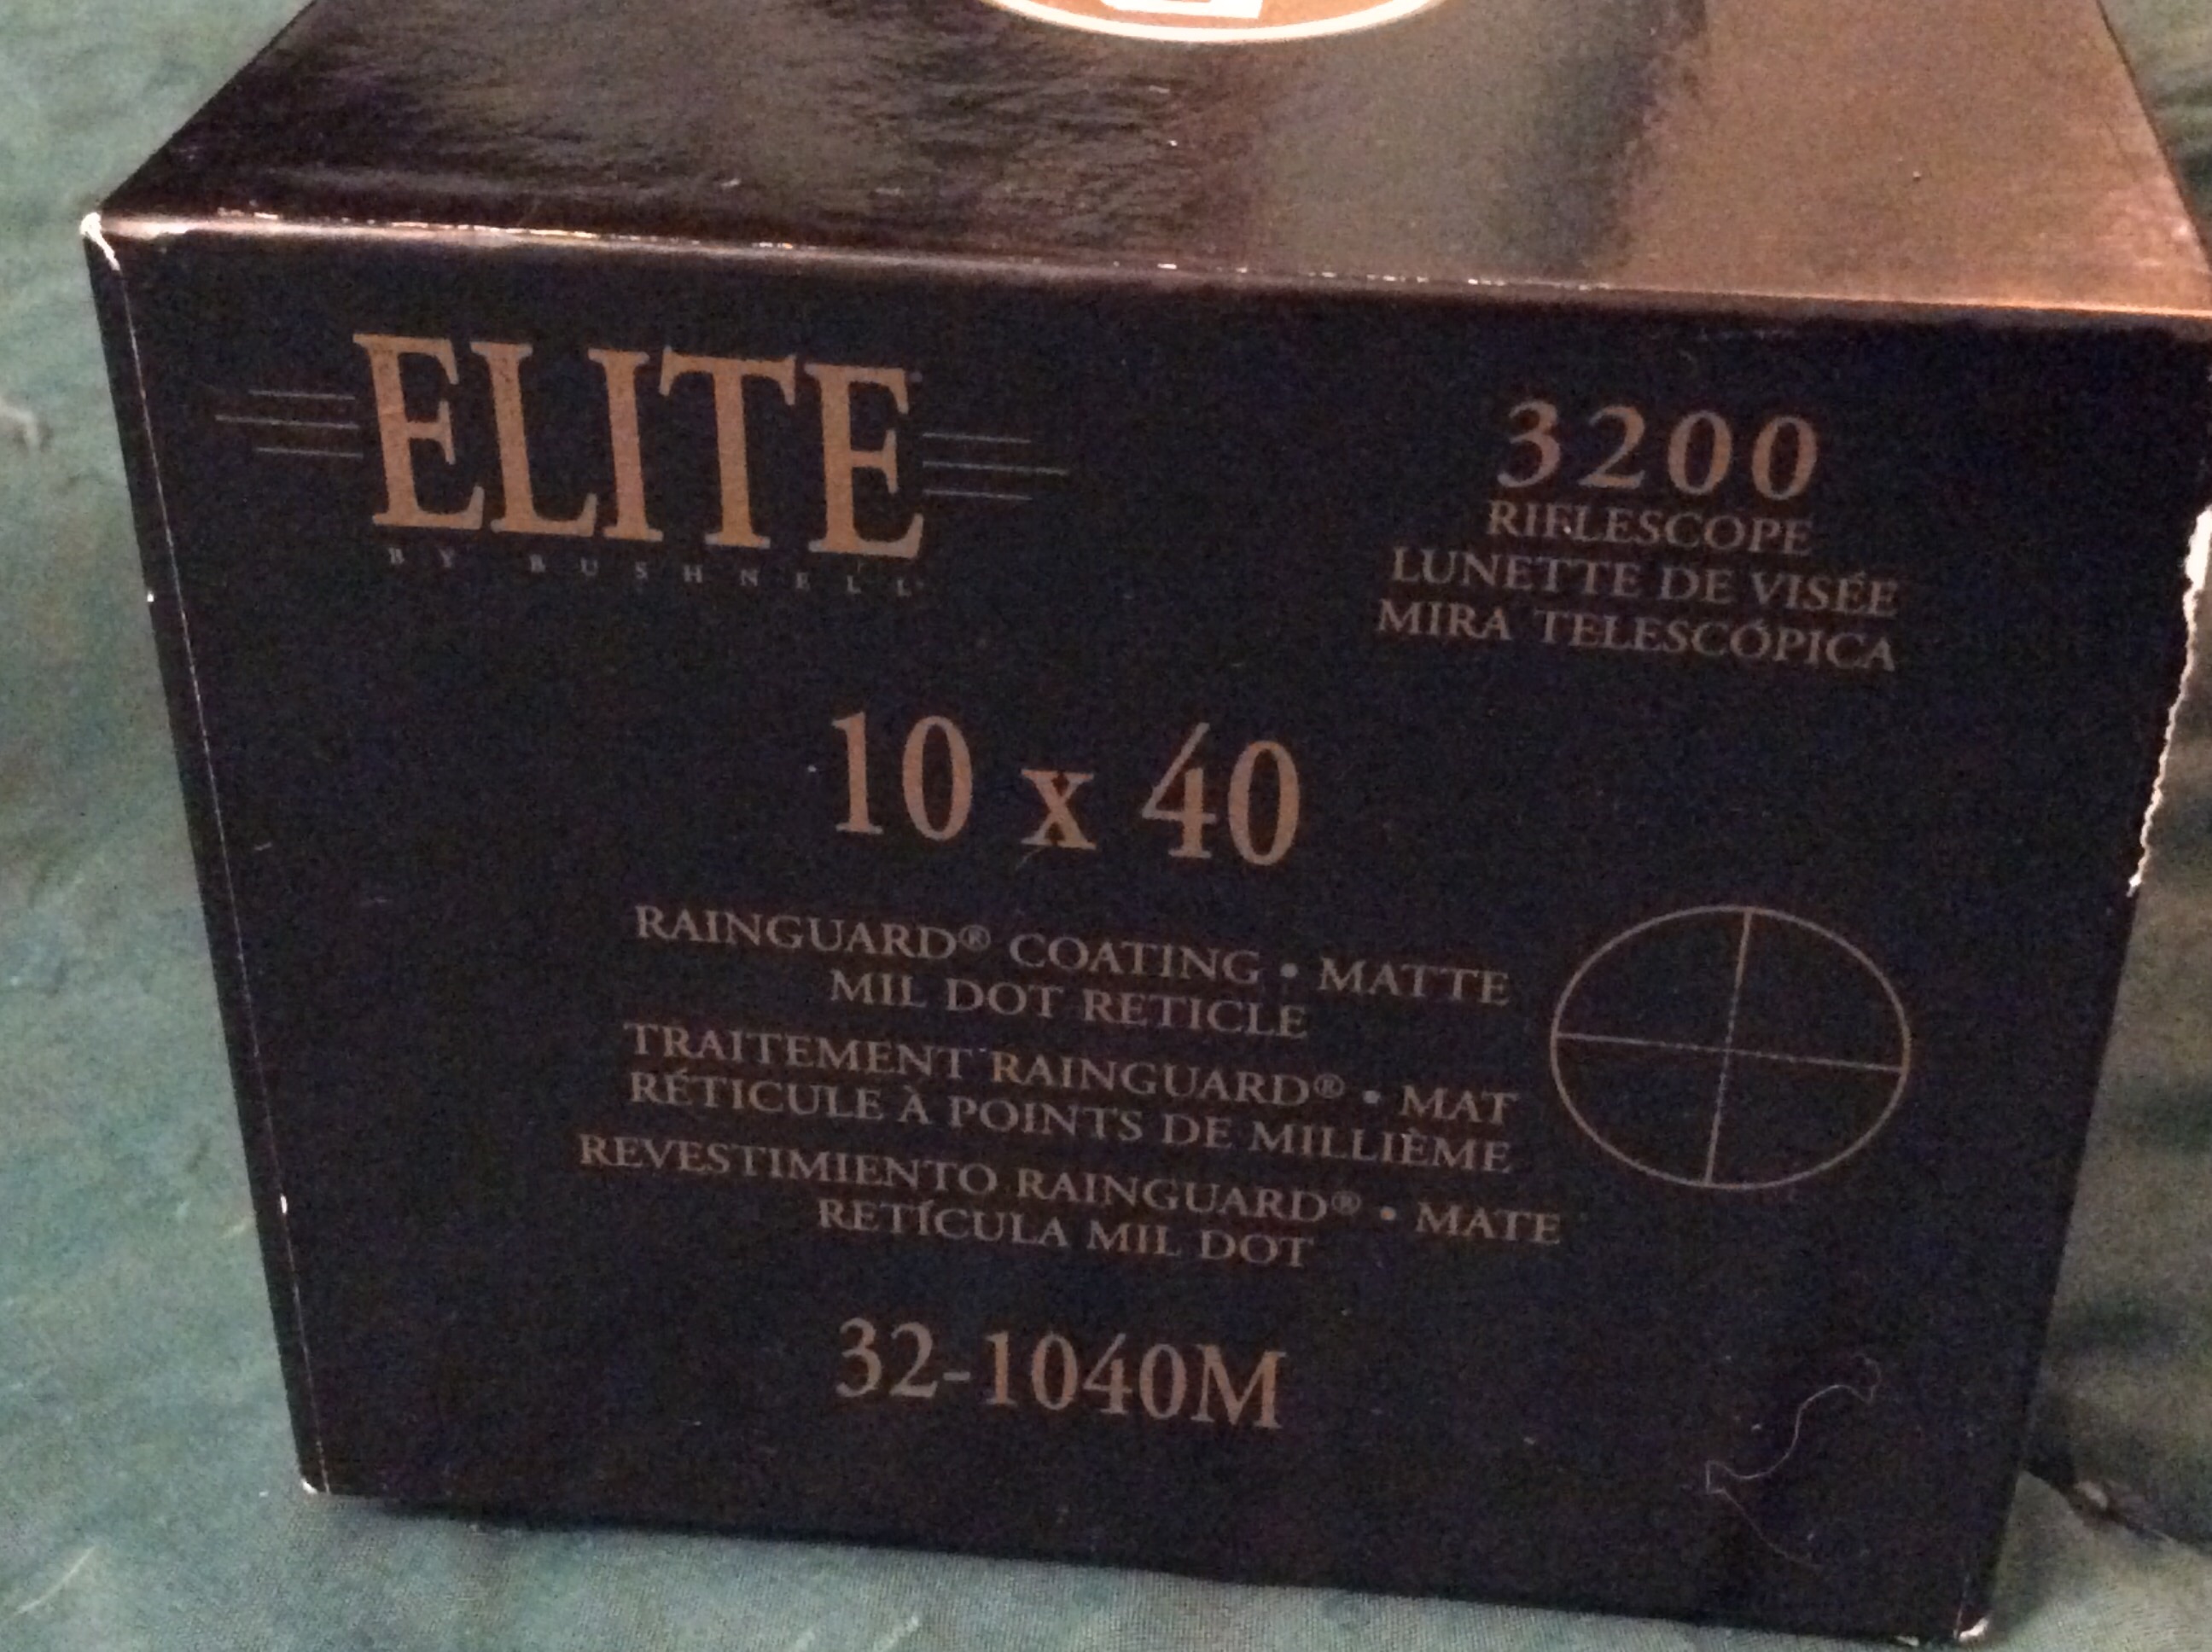 ELITE
BY BUSHNELL
3200
RIFLESCOPE
LUNETTE DE VISÉE
MIRA TELESCÓPICA
10 x 40
RAINGUARD® COATING • MATTE
MIL DOT RETICLE
TRAITEMENT RAINGUARD® • MAT
RÉTICULE À POINTS DE MILLIÈME
REVESTIMIENTO RAINGUARD® • MATE
RETÍCULA MIL DOT
32-1040M